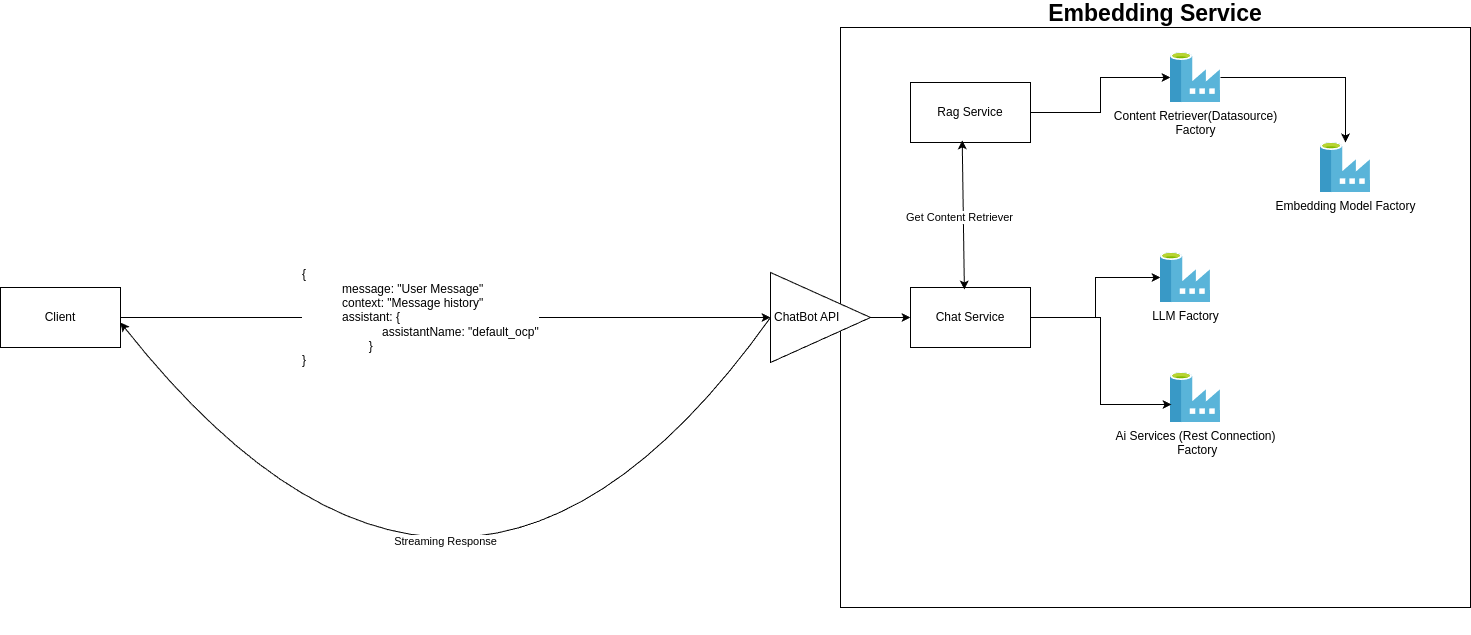 Embedding Service
Rag Service
Content Retriever(Datasource)
Factory
Embedding Model Factory
Get Content Retriever
{
message: "User Message"
context: "Message history"
assistant: {
assistantName: "default_ocp"
}
}
Client
ChatBot API
Chat Service
LLM Factory
Ai Services (Rest Connection)
Factory
Streaming Response